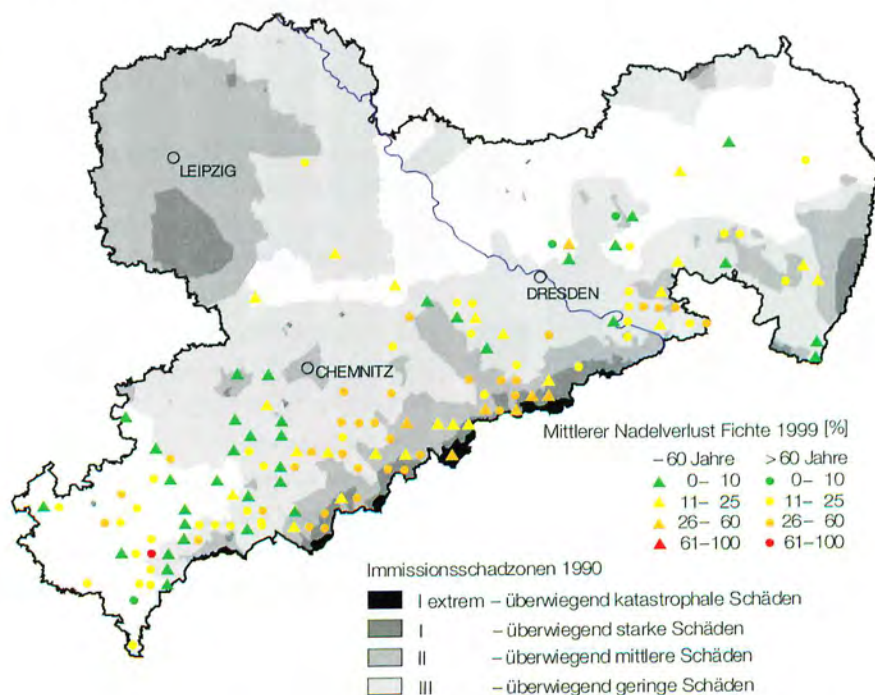 LEIPZIG
DRESDEN
CHEMNITZ
Mittlerer Nadelverlust Fichte 1999 [%]
– 60 Jahre > 60 Jahre
0– 10 0– 10
11– 25 11– 25
26– 60 26– 60
61–100 61–100
Immissionsschadzonen 1990
I extrem – überwiegend katastrophale Schäden
I – überwiegend starke Schäden
II – überwiegend mittlere Schäden
III – überwiegend geringe Schäden